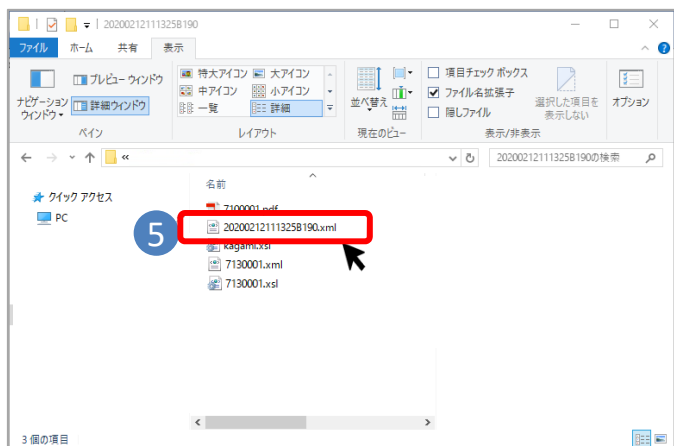 20200212111325B190
ファイル ホーム 共有 表示
ナビゲーション
ウィンドウ
プレビュー ウィンドウ
詳細ウィンドウ
ペイン
特大アイコン 大アイコン
中アイコン 小アイコン
一覧 詳細
レイアウト
並べ替え
現在のビュー
項目チェック ボックス
ファイル名拡張子
隠しファイル
選択した項目を
表示しない
表示/非表示
オプション
«
20200212111325B190の検索
クイック アクセス
PC
名前
7100001.pdf
5
20200212111325B190.xml
kagami.xsl
7130001.xml
7130001.xsl
3 個の項目